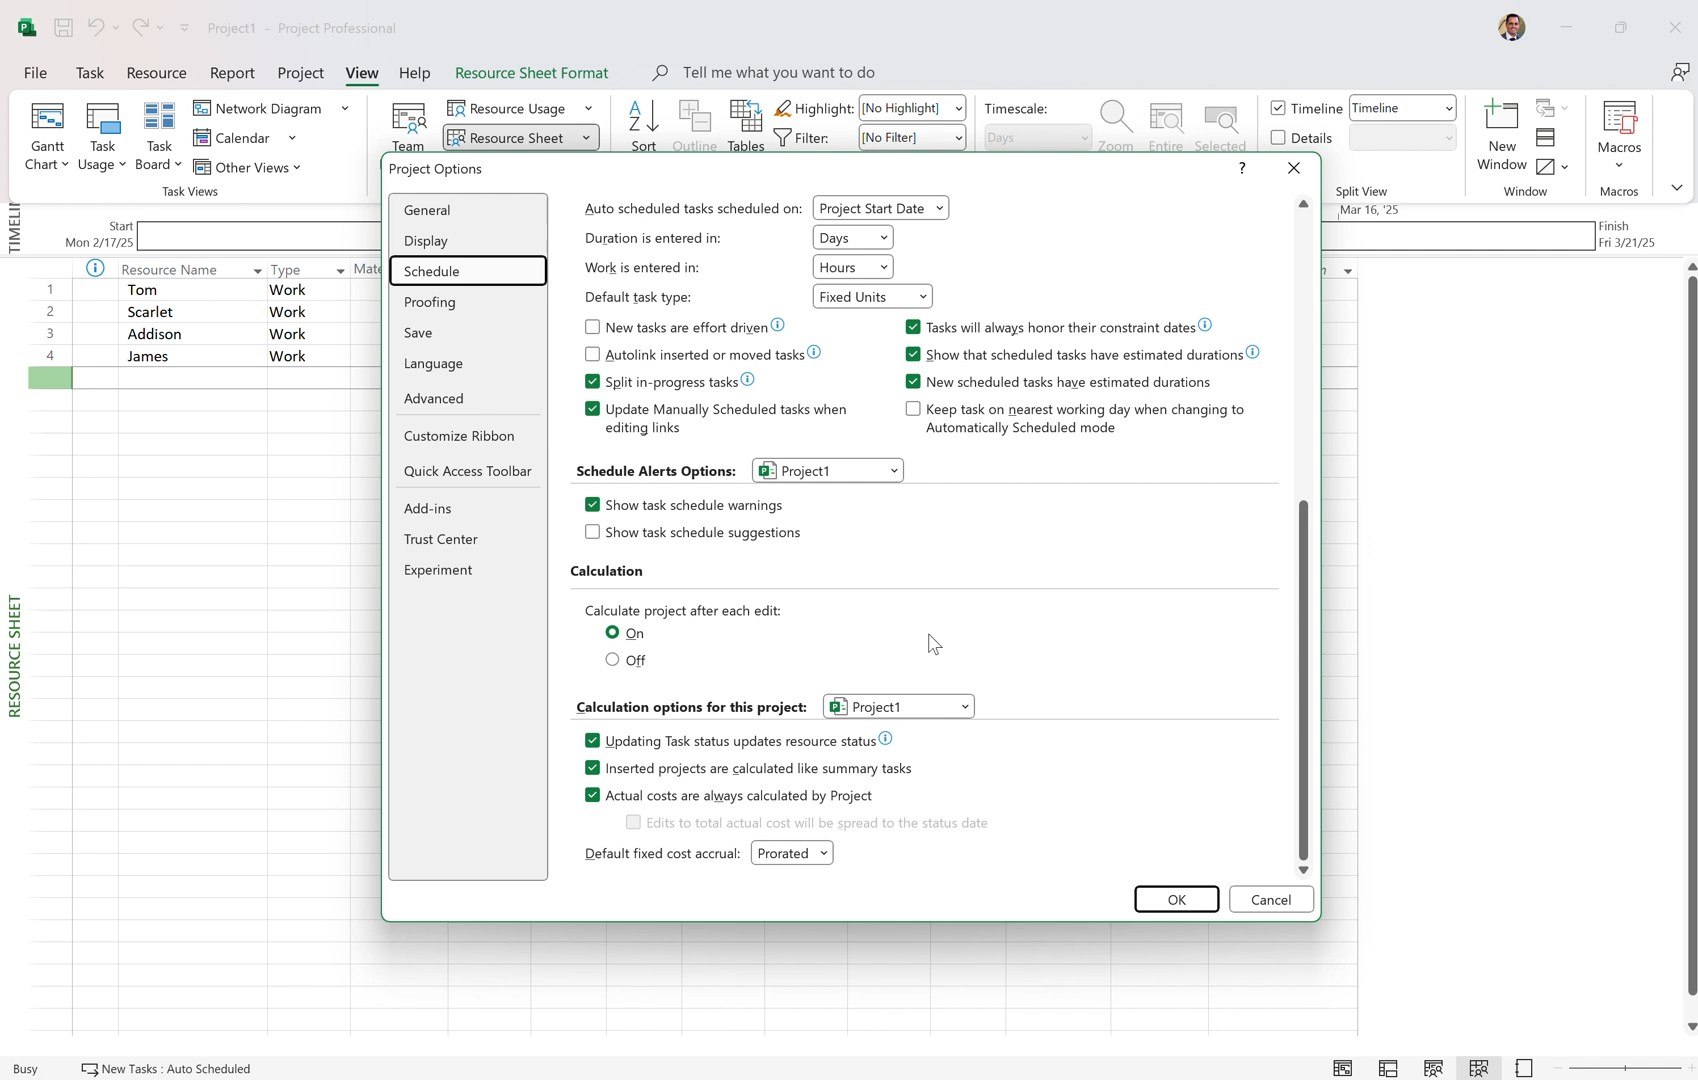 Project1 - Project Professional
File Task Resource Report Project View Help Resource Sheet Format Tell me what you want to do
Gantt Chart
Task Usage
Task Board
Network Diagram
Calendar
Other Views
Task Views
Team
Resource Usage
Resource Sheet
Sort
Outline
Tables
Highlight: [No Highlight]
Filter: [No Filter]
Timescale:
Days
Zoom
Entire
Selected
Timeline Timeline
Details
Split View
New Window
Window
Macros
Macros
Start
Mon 2/17/25
Mar 16, '25
Finish
Fri 3/21/25
Resource Name Type
1 Tom Work
2 Scarlet Work
3 Addison Work
4 James Work
RESOURCE SHEET
Project Options
?
General
Display
Schedule
Proofing
Save
Language
Advanced
Customize Ribbon
Quick Access Toolbar
Add-ins
Trust Center
Experiment
Auto scheduled tasks scheduled on: Project Start Date
Duration is entered in: Days
Work is entered in: Hours
Default task type: Fixed Units
New tasks are effort driven
Autolink inserted or moved tasks
Split in-progress tasks
Update Manually Scheduled tasks when
editing links
Tasks will always honor their constraint dates
Show that scheduled tasks have estimated durations
New scheduled tasks have estimated durations
Keep task on nearest working day when changing to
Automatically Scheduled mode
Schedule Alerts Options: Project1
Show task schedule warnings
Show task schedule suggestions
Calculation
Calculate project after each edit:
On
Off
Calculation options for this project: Project1
Updating Task status updates resource status
Inserted projects are calculated like summary tasks
Actual costs are always calculated by Project
Edits to total actual cost will be spread to the status date
Default fixed cost accrual: Prorated
OK Cancel
Busy New Tasks : Auto Scheduled